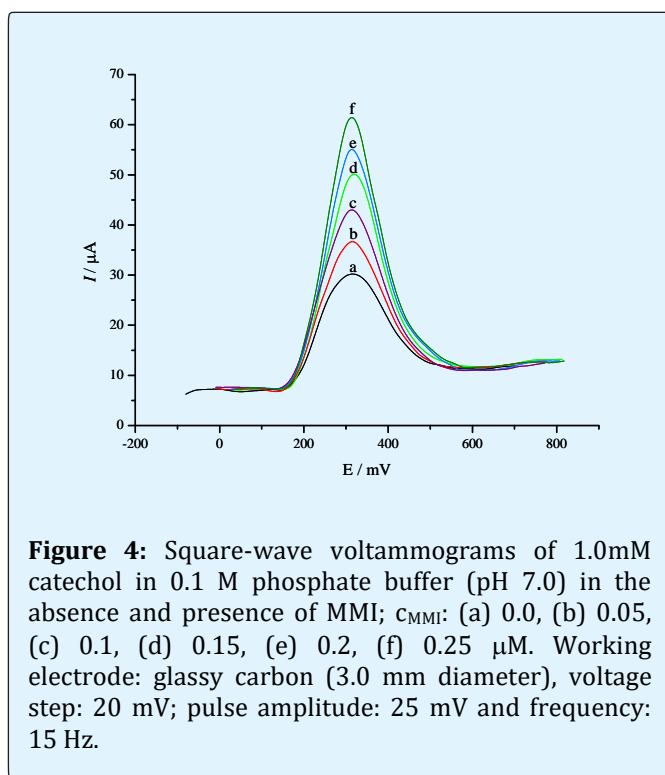 70
60
50
40
30
20
10
0
I / µA
f
e
d
c
b
a
-200 0 200 400 600 800
E / mV
Figure 4: Square-wave voltammograms of 1.0mM
catechol in 0.1 M phosphate buffer (pH 7.0) in the
absence and presence of MMI; cMMI: (a) 0.0, (b) 0.05,
(c) 0.1, (d) 0.15, (e) 0.2, (f) 0.25 μM. Working
electrode: glassy carbon (3.0 mm diameter), voltage
step: 20 mV; pulse amplitude: 25 mV and frequency:
15 Hz.